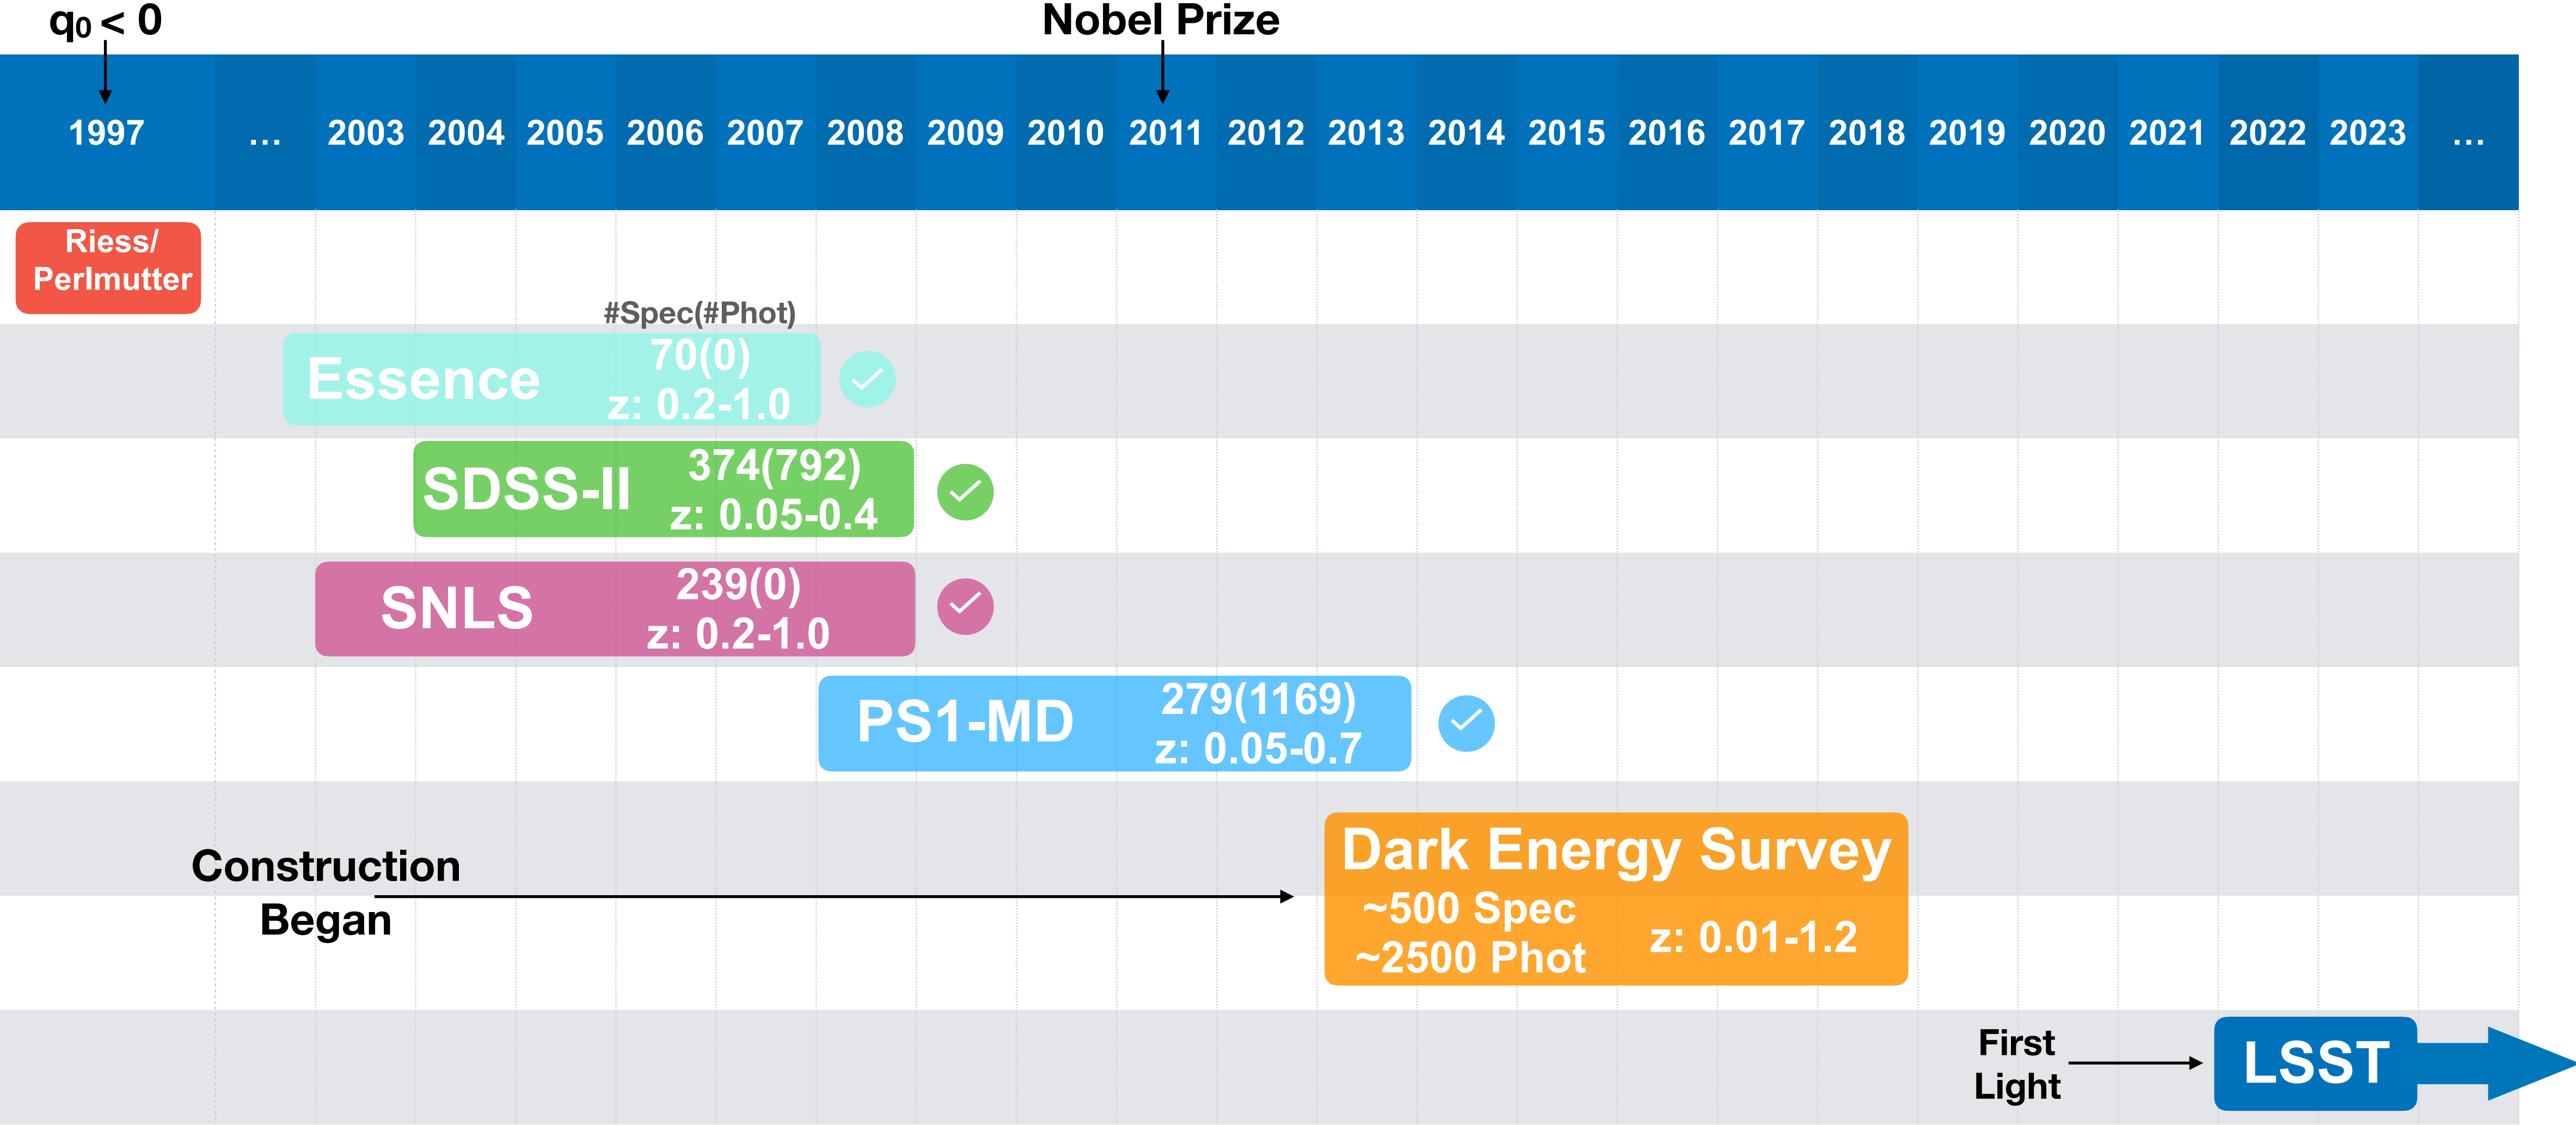 q₀ < 0
Nobel Prize
1997 ... 2003 2004 2005 2006 2007 2008 2009 2010 2011 2012 2013 2014 2015 2016 2017 2018 2019 2020 2021 2022 2023 ...
Riess/
Perlmutter
#Spec(#Phot)
Essence
70(0)
z: 0.2-1.0
SDSS-II
374(792)
z: 0.05-0.4
SNLS
239(0)
z: 0.2-1.0
PS1-MD
279(1169)
z: 0.05-0.7
Construction
Began
Dark Energy Survey
~500 Spec
~2500 Phot
z: 0.01-1.2
First
Light
LSST